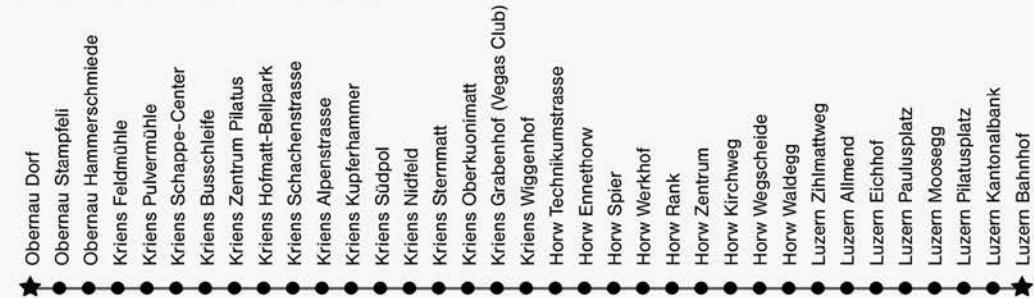 Obernau Dorf
Obernau Stampfeli
Obernau Hammerschmiede
Kriens Feldmühle
Kriens Pulvermühle
Kriens Schappe-Center
Kriens Busschleife
Kriens Zentrum Pilatus
Kriens Hofmatt-Bellpark
Kriens Schachenstrasse
Kriens Alpenstrasse
Kriens Kupferhammer
Kriens Südpol
Kriens Nidfeld
Kriens Sternmatt
Kriens Oberkuonimatt
Kriens Grabenhof (Vegas Club)
Kriens Wiggenhof
Horw Technikumstrasse
Horw Ennethorw
Horw Spier
Horw Werkhof
Horw Rank
Horw Zentrum
Horw Kirchweg
Horw Wegscheide
Horw Waldegg
Luzern Zihlmattweg
Luzern Allmend
Luzern Eichhof
Luzern Paulusplatz
Luzern Moosegg
Luzern Pilatusplatz
Luzern Kantonalbank
Luzern Bahnhof